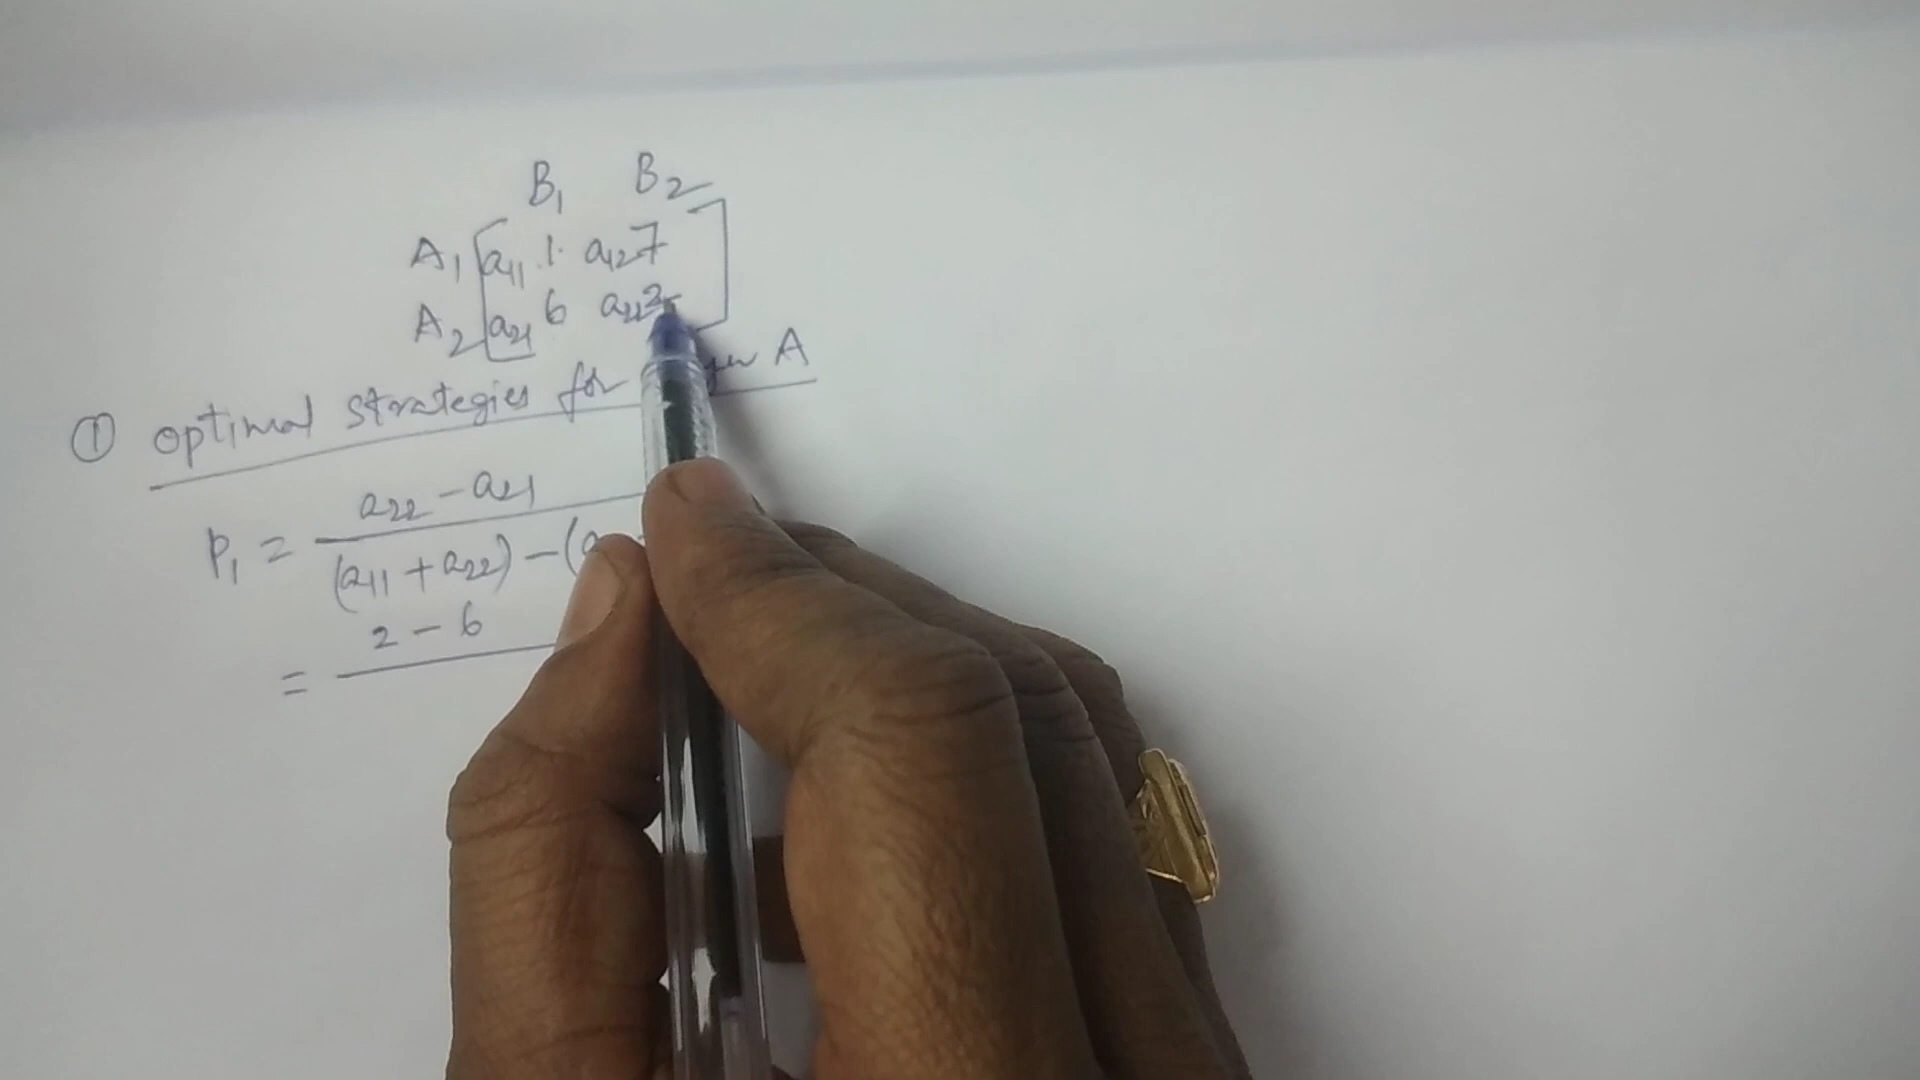 B₁ B₂
A₁ a₁₁ 1 a₁₂ 7
A₂ a₂₁ 6 a₂₂ 2
① optimal strategies for A
P₁ = a₂₂ - a₂₁
(a₁₁ + a₂₂) - (a
= 2 - 6